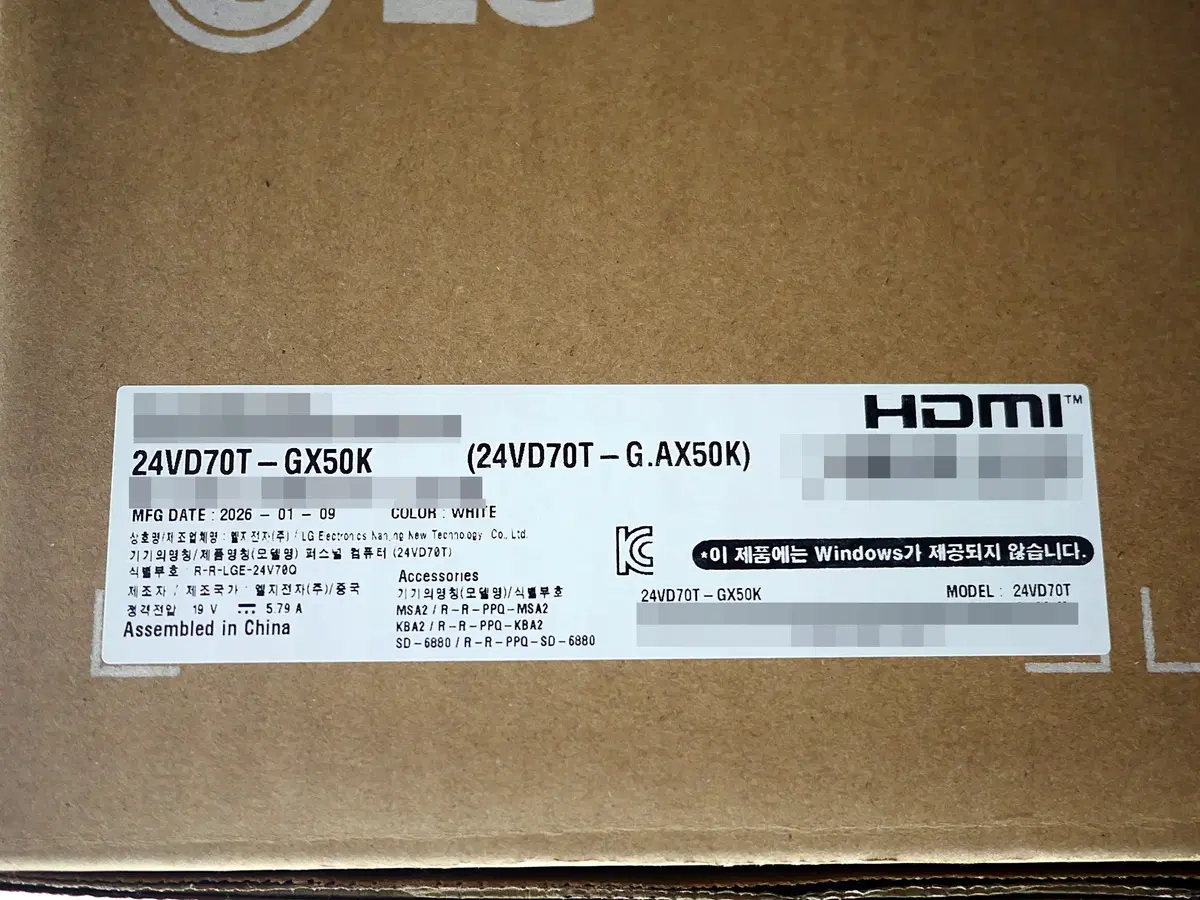 LG
HDMI™
24VD70T – GX50K (24VD70T – G.AX50K)
MFG DATE : 2026 – 01 – 09 COLOR : WHITE
상호명/제조업체명 : 엘지전자(주) / LG Electronics Nanjing New Technology Co., Ltd.
기기의명칭/제품명칭(모델명) 퍼스널 컴퓨터 (24VD70T)
식별부호 : R-R-LGE-24V70Q
제조자 / 제조국가 : 엘지전자(주)/중국
정격전압 19 V ⎓ 5.79 A
Assembled in China
Accessories
기기의명칭(모델명)/식별부호
MSA2 / R-R-PPQ-MSA2
KBA2 / R-R-PPQ-KBA2
SD-6880 / R-R-PPQ-SD-6880
*이 제품에는 Windows가 제공되지 않습니다.
24VD70T – GX50K MODEL : 24VD70T